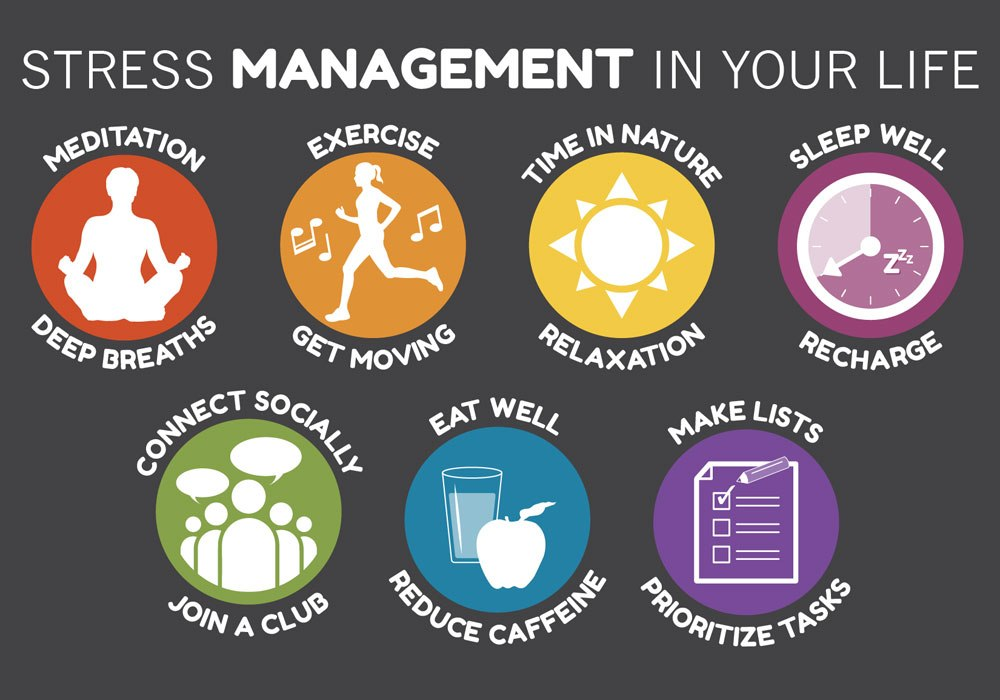 STRESS MANAGEMENT IN YOUR LIFE
MEDITATION
DEEP BREATHS
EXERCISE
GET MOVING
TIME IN NATURE
RELAXATION
SLEEP WELL
zzz
RECHARGE
CONNECT SOCIALLY
JOIN A CLUB
EAT WELL
REDUCE CAFFEINE
MAKE LISTS
PRIORITIZE TASKS